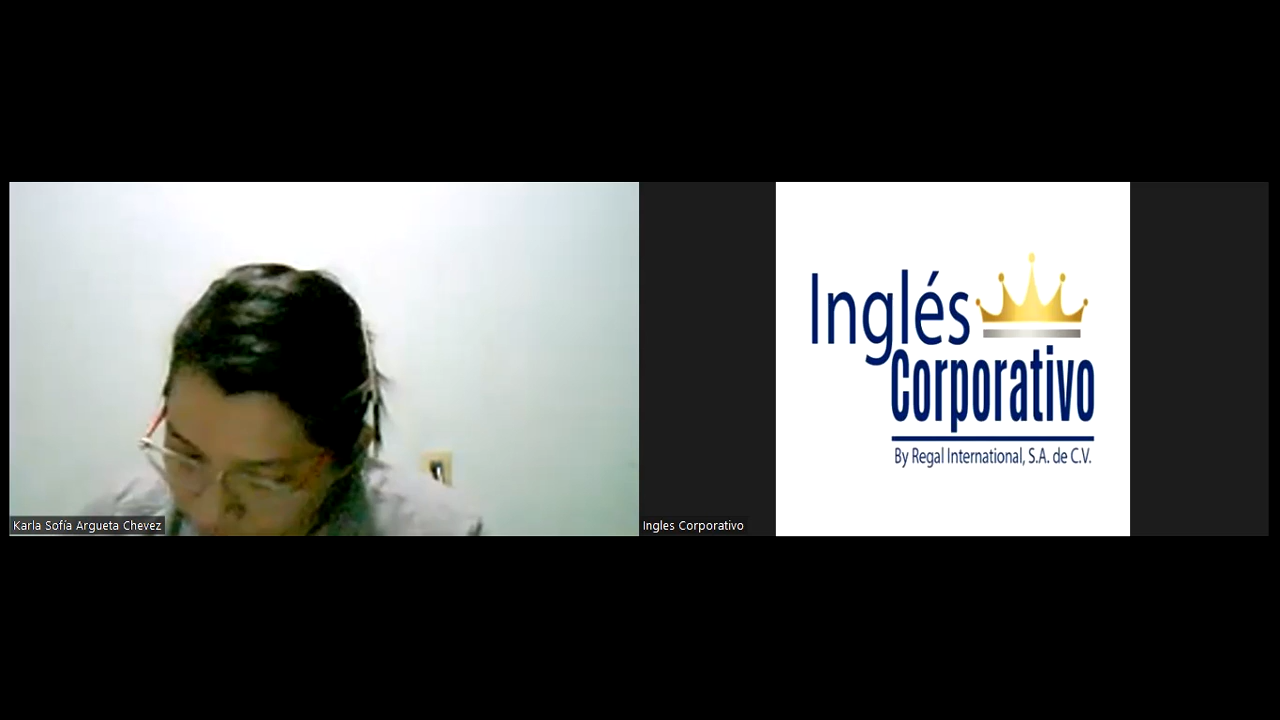 Inglés
Corporativo
By Regal International, S.A. de C.V.
Karla Sofía Argueta Chevez
Ingles Corporativo